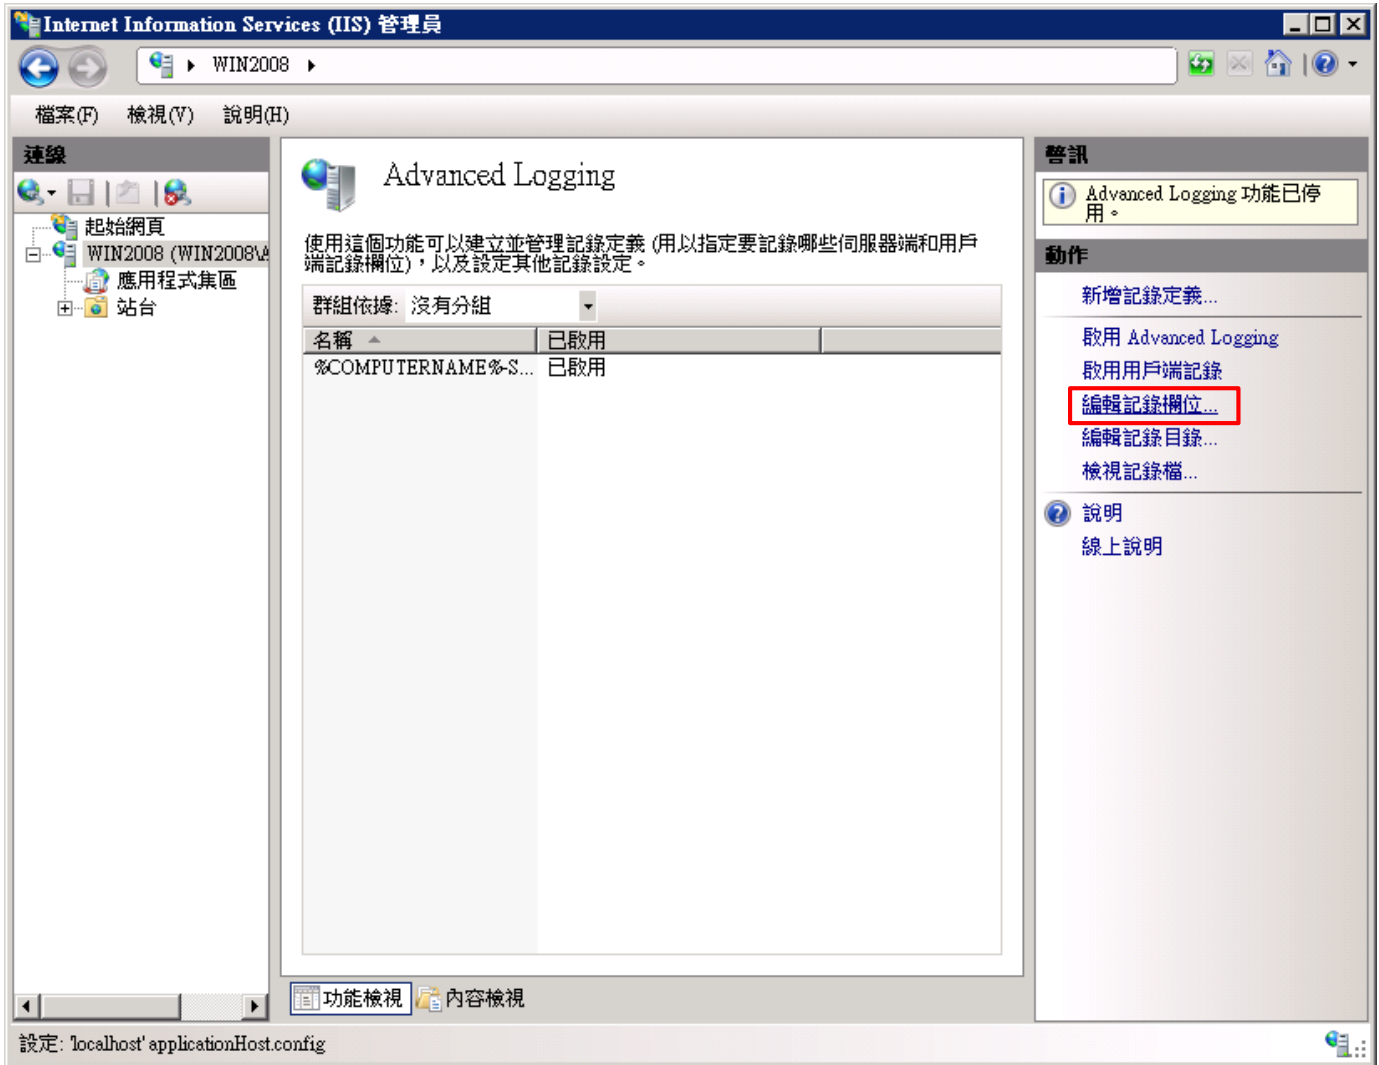 Internet Information Services (IIS) 管理員
WIN2008
檔案(F) 檢視(V) 說明(H)
連線
起始網頁
WIN2008 (WIN2008\A
應用程式集區
站台
Advanced Logging
使用這個功能可以建立並管理記錄定義 (用以指定要記錄哪些伺服器端和用戶
端記錄欄位)，以及設定其他記錄設定。
群組依據: 沒有分組
名稱 已啟用
%COMPUTERNAME%-S... 已啟用
功能檢視 內容檢視
警訊
Advanced Logging 功能已停
用。
動作
新增記錄定義...
啟用 Advanced Logging
啟用用戶端記錄
編輯記錄欄位...
編輯記錄目錄...
檢視記錄檔...
說明
線上說明
設定: 'localhost' applicationHost.config